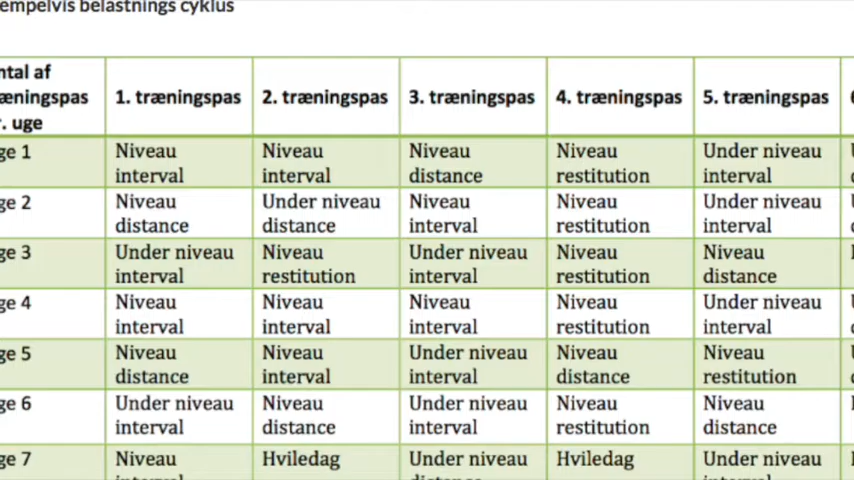 empelvis belastnings cyklus
ntal af
æningspas
r. uge
1. træningspas
2. træningspas
3. træningspas
4. træningspas
5. træningspas
ge 1
Niveau
interval
Niveau
interval
Niveau
distance
Niveau
restitution
Under niveau
interval
ge 2
Niveau
distance
Under niveau
distance
Niveau
interval
Niveau
restitution
Under niveau
interval
ge 3
Under niveau
interval
Niveau
restitution
Under niveau
interval
Niveau
restitution
Niveau
distance
ge 4
Niveau
interval
Niveau
interval
Niveau
interval
Niveau
restitution
Under niveau
interval
ge 5
Niveau
distance
Niveau
interval
Under niveau
interval
Niveau
distance
Niveau
restitution
ge 6
Under niveau
interval
Niveau
distance
Under niveau
interval
Niveau
restitution
Niveau
distance
ge 7
Niveau
interval
Hviledag
Under niveau
distance
Hviledag
Under niveau
interval